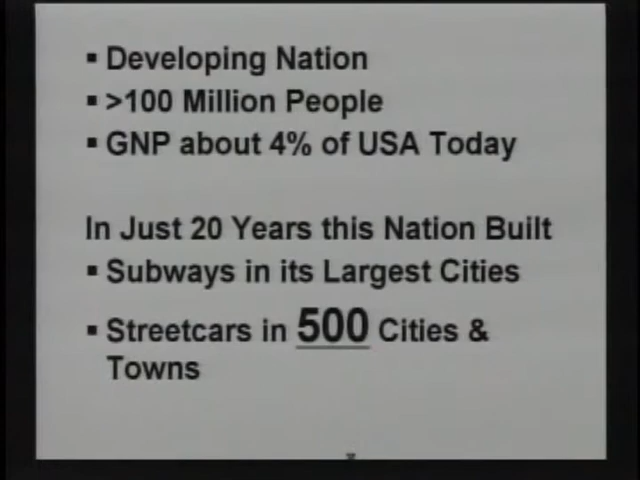 ▪ Developing Nation
▪ >100 Million People
▪ GNP about 4% of USA Today
In Just 20 Years this Nation Built
▪ Subways in its Largest Cities
▪ Streetcars in 500 Cities &
Towns